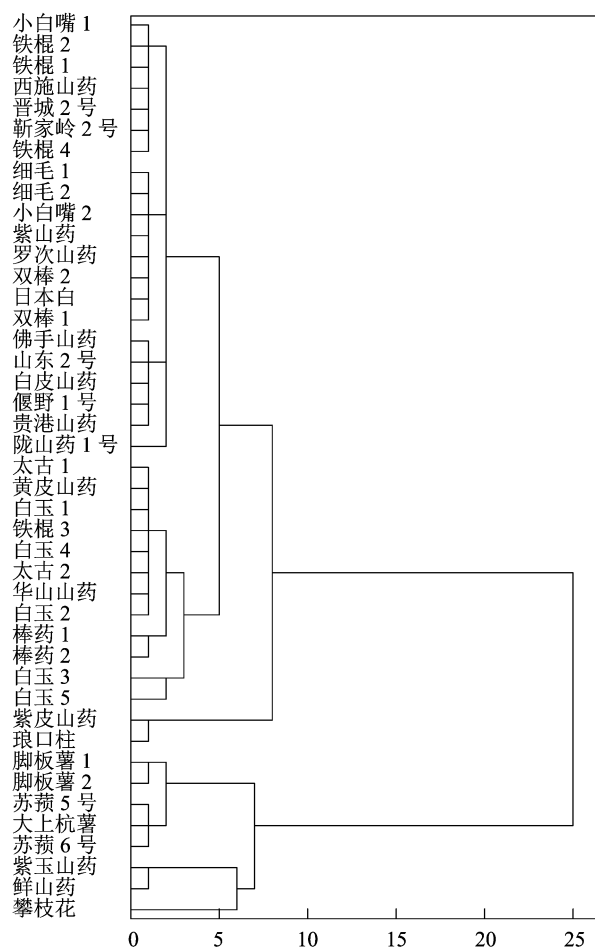 小白嘴 1
铁棍 2
铁棍 1
西施山药
晋城 2 号
靳家岭 2 号
铁棍 4
细毛 1
细毛 2
小白嘴 2
紫山药
罗次山药
双棒 2
日本白
双棒 1
佛手山药
山东 2 号
白皮山药
偃野 1 号
贵港山药
陇山药 1 号
太古 1
黄皮山药
白玉 1
铁棍 3
白玉 4
太古 2
华山山药
白玉 2
棒药 1
棒药 2
白玉 3
白玉 5
紫皮山药
琅口柱
脚板薯 1
脚板薯 2
苏蓣 5 号
大上杭薯
苏蓣 6 号
紫玉山药
鲜山药
攀枝花
0 5 10 15 20 25